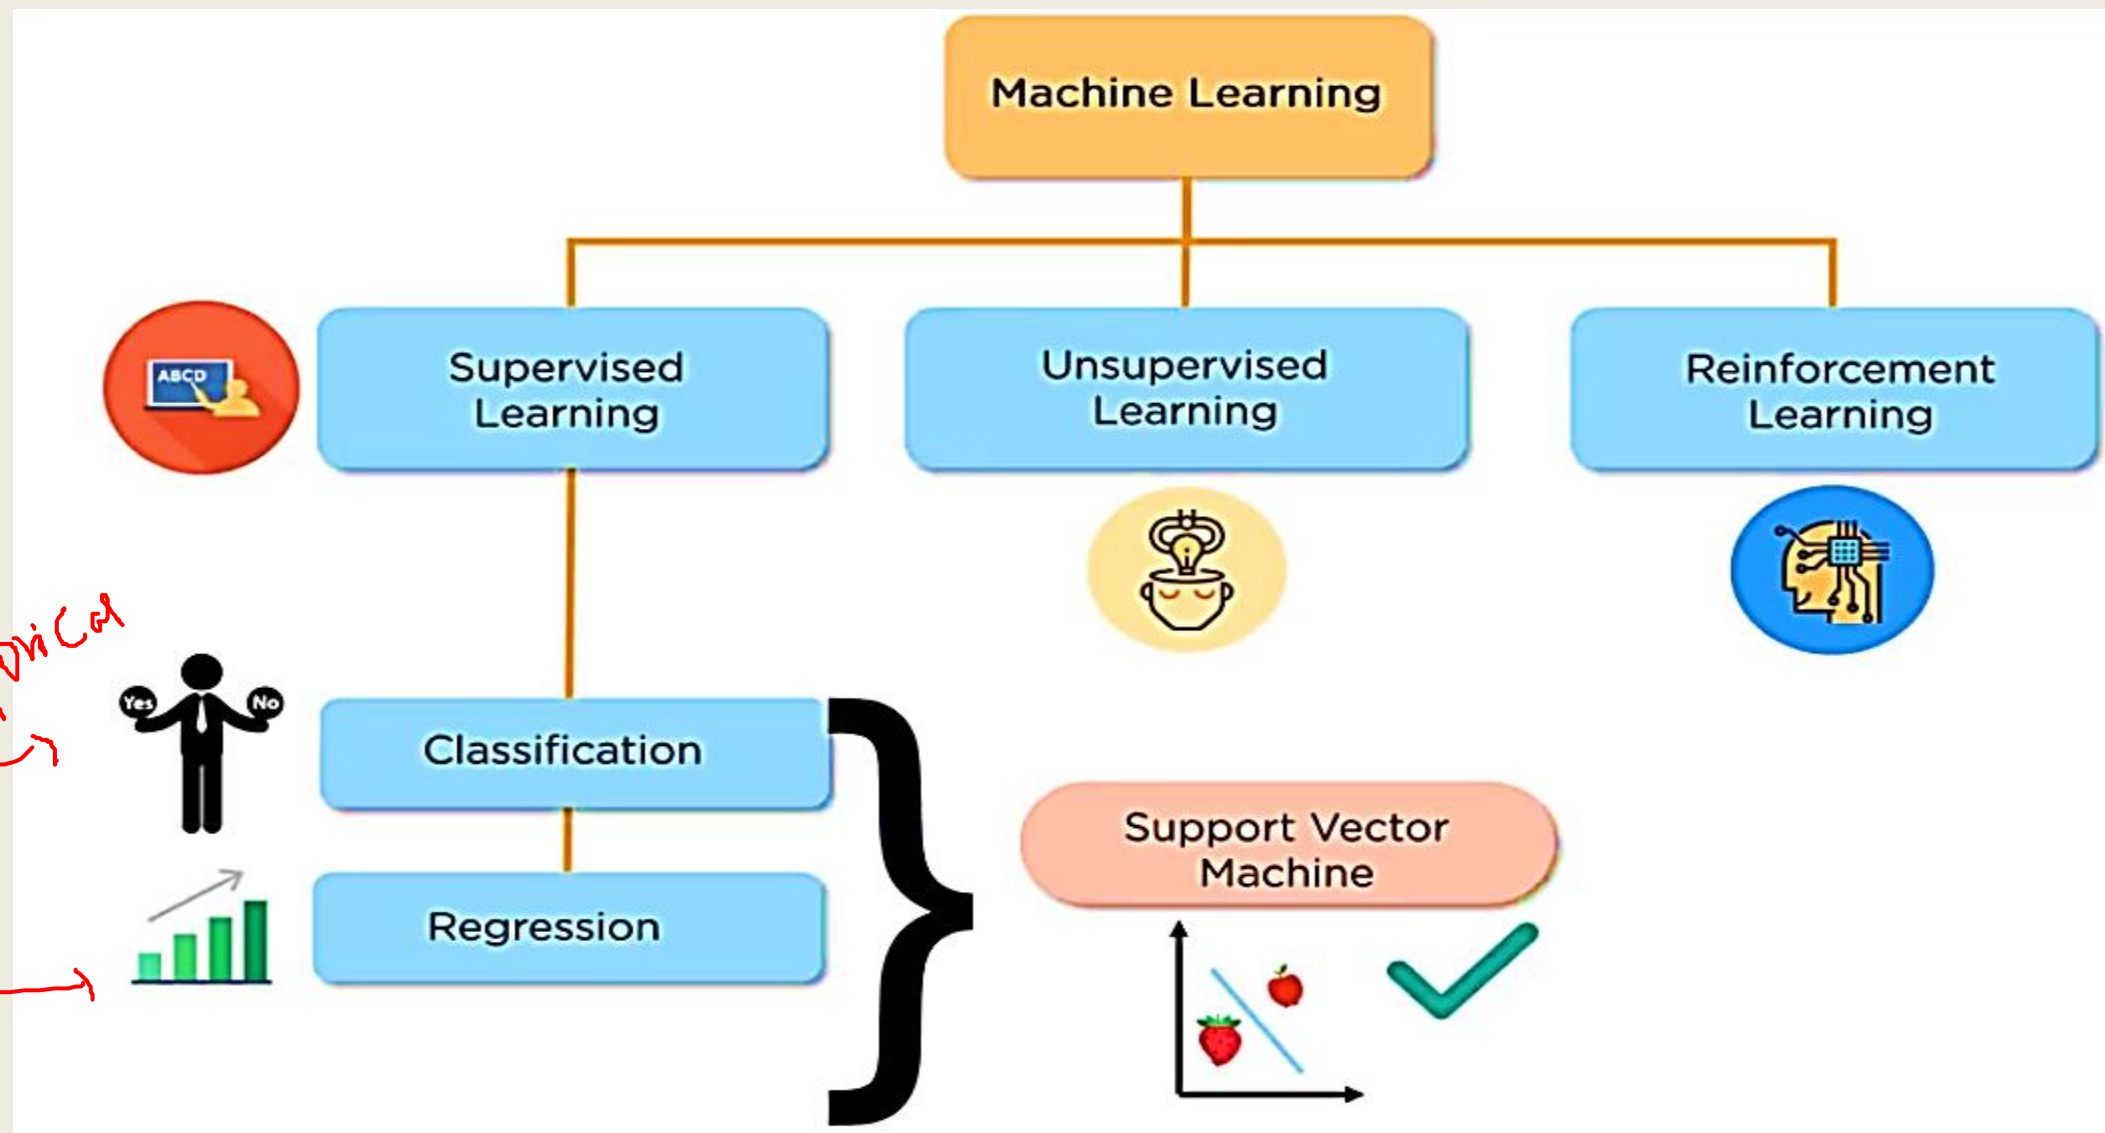 Machine Learning
Supervised
Learning
Unsupervised
Learning
Reinforcement
Learning
ABCD
Yes
No
Classification
Regression
Support Vector
Machine